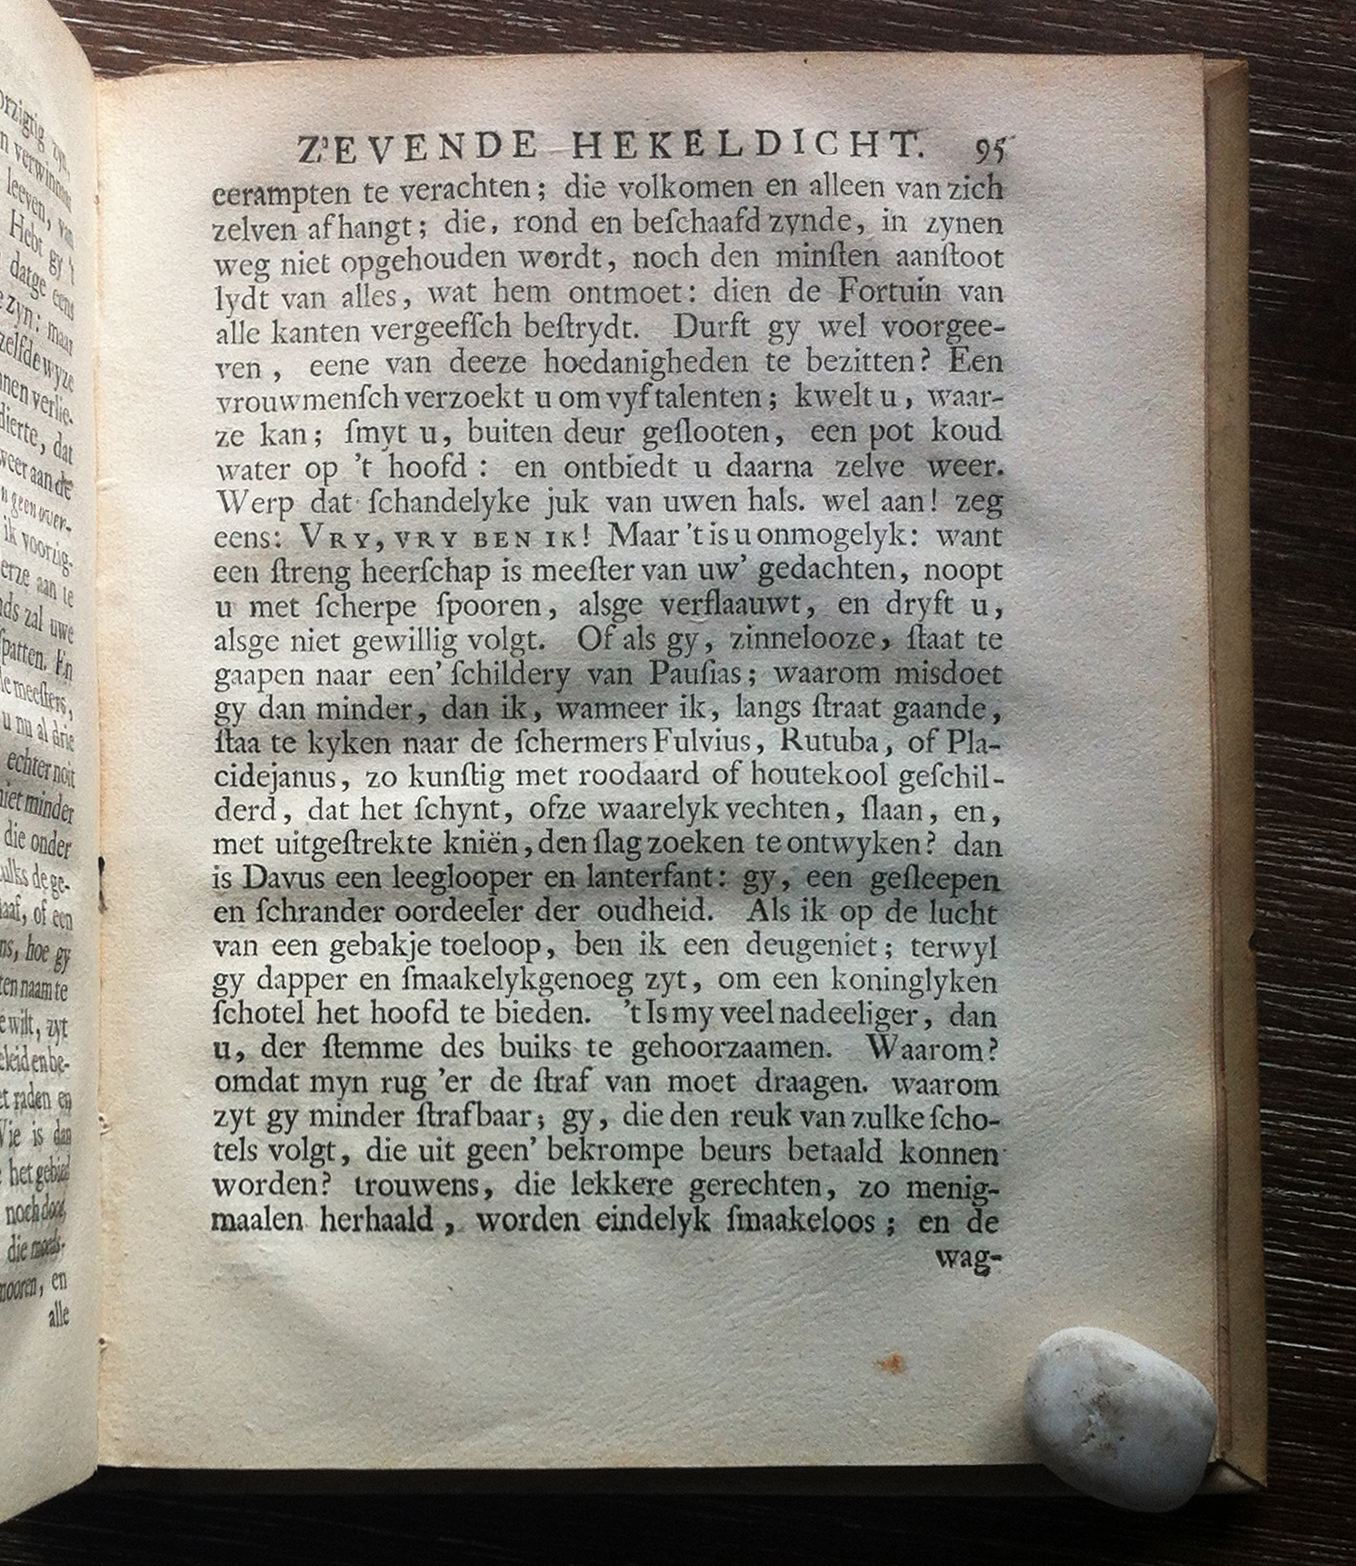 ZEVENDE HEKELDICHT. 95
eerampten te verachten; die volkomen en alleen van zich
zelven afhangt; die, rond en beſchaafd zynde, in zynen
weg niet opgehouden wordt, noch den minſten aanſtoot
lydt van alles, wat hem ontmoet: dien de Fortuin van
alle kanten vergeefſch beſtrydt. Durft gy wel voorgee-
ven, eene van deeze hoedanigheden te bezitten? Een
vrouwmenſch verzoekt u om vyf talenten; kwelt u, waar-
ze kan; ſmyt u, buiten deur geſlooten, een pot koud
water op 't hoofd: en ontbiedt u daarna zelve weer.
Werp dat ſchandelyke juk van uwen hals. wel aan! zeg
eens: VRY, VRY BEN IK! Maar 't is u onmogelyk: want
een ſtreng heerſchap is meeſter van uw' gedachten, noopt
u met ſcherpe ſpooren, alsge verflaauwt, en dryft u,
alsge niet gewillig volgt. Of als gy, zinnelooze, ſtaat te
gaapen naar een' ſchildery van Pauſias; waarom misdoet
gy dan minder, dan ik, wanneer ik, langs ſtraat gaande,
ſtaa te kyken naar de ſchermers Fulvius, Rutuba, of Pla-
cidejanus, zo kunſtig met roodaard of houtekool geſchil-
derd, dat het ſchynt, ofze waarelyk vechten, ſlaan, en,
met uitgeſtrekte kniën, den ſlag zoeken te ontwyken? dan
is Davus een leeglooper en lanterfant: gy, een geſleepen
en ſchrander oordeeler der oudheid. Als ik op de lucht
van een gebakje toeloop, ben ik een deugeniet; terwyl
gy dapper en ſmaakelykgenoeg zyt, om een koninglyken
ſchotel het hoofd te bieden. 't Is my veel nadeeliger, dan
u, der ſtemme des buiks te gehoorzaamen. Waarom?
omdat myn rug 'er de ſtraf van moet draagen. waarom
zyt gy minder ſtrafbaar; gy, die den reuk van zulke ſcho-
tels volgt, die uit geen' bekrompe beurs betaald konnen
worden? trouwens, die lekkere gerechten, zo menig-
maalen herhaald, worden eindelyk ſmaakeloos; en de
wag-